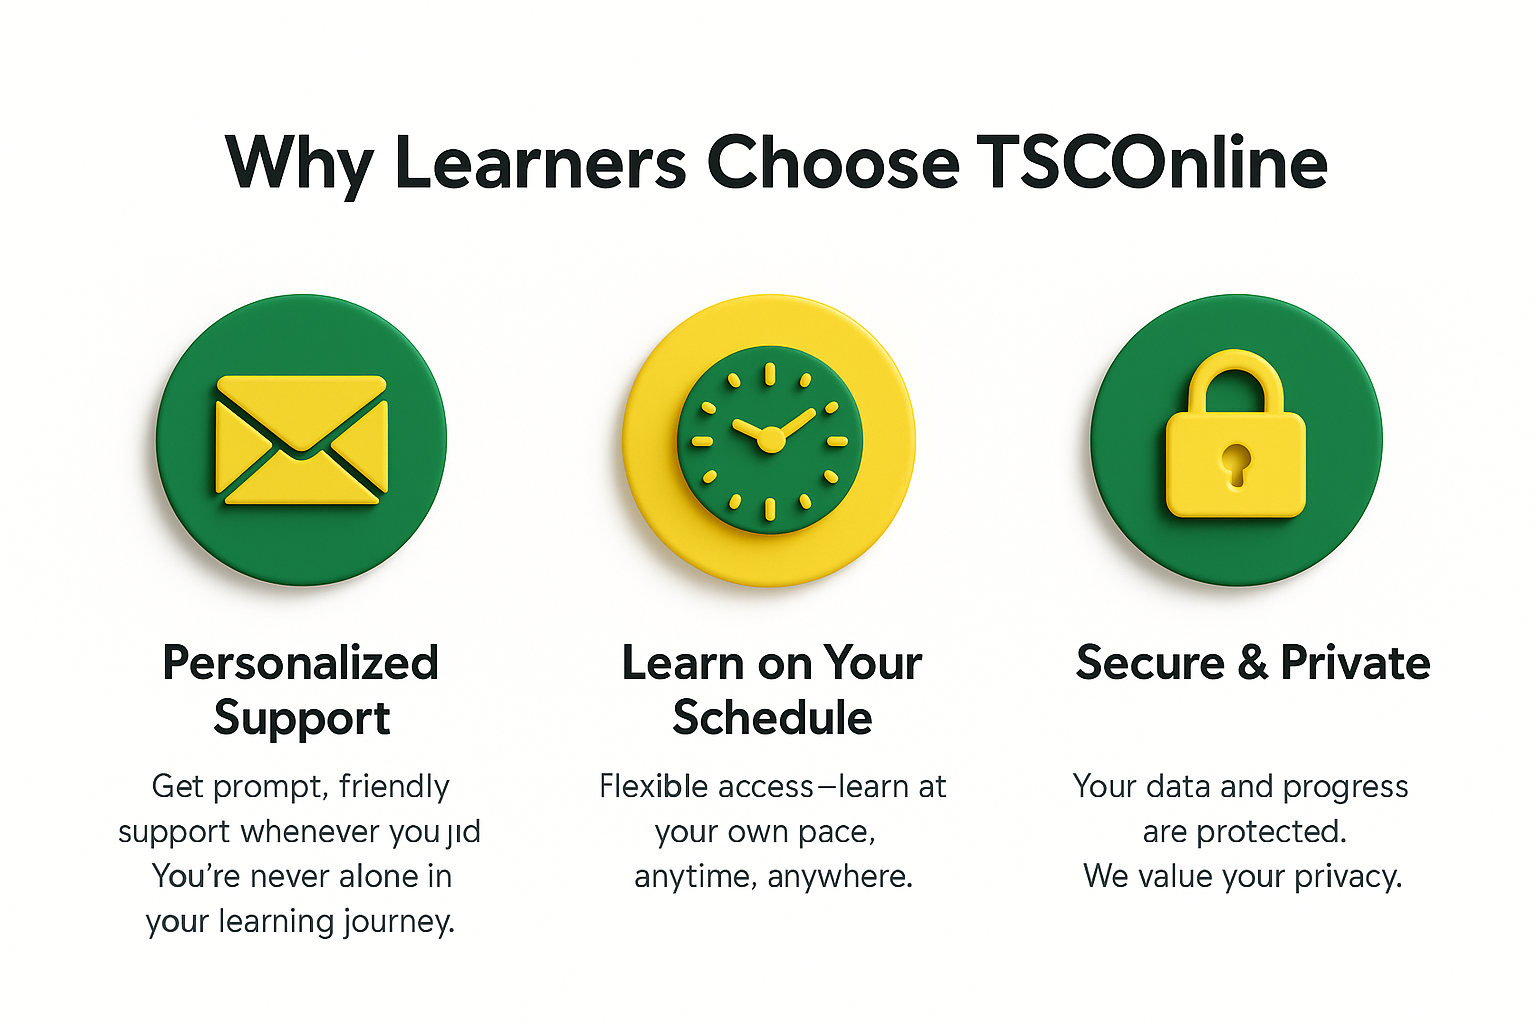 Why Learners Choose TSCOnline
Personalized
Support
Get prompt, friendly
support whenever you
You're never alone in
your learning journey.
Learn on Your
Schedule
Flexible access–learn at
your own pace,
anytime, anywhere.
Secure & Private
Your data and progress
are protected.
We value your privacy.